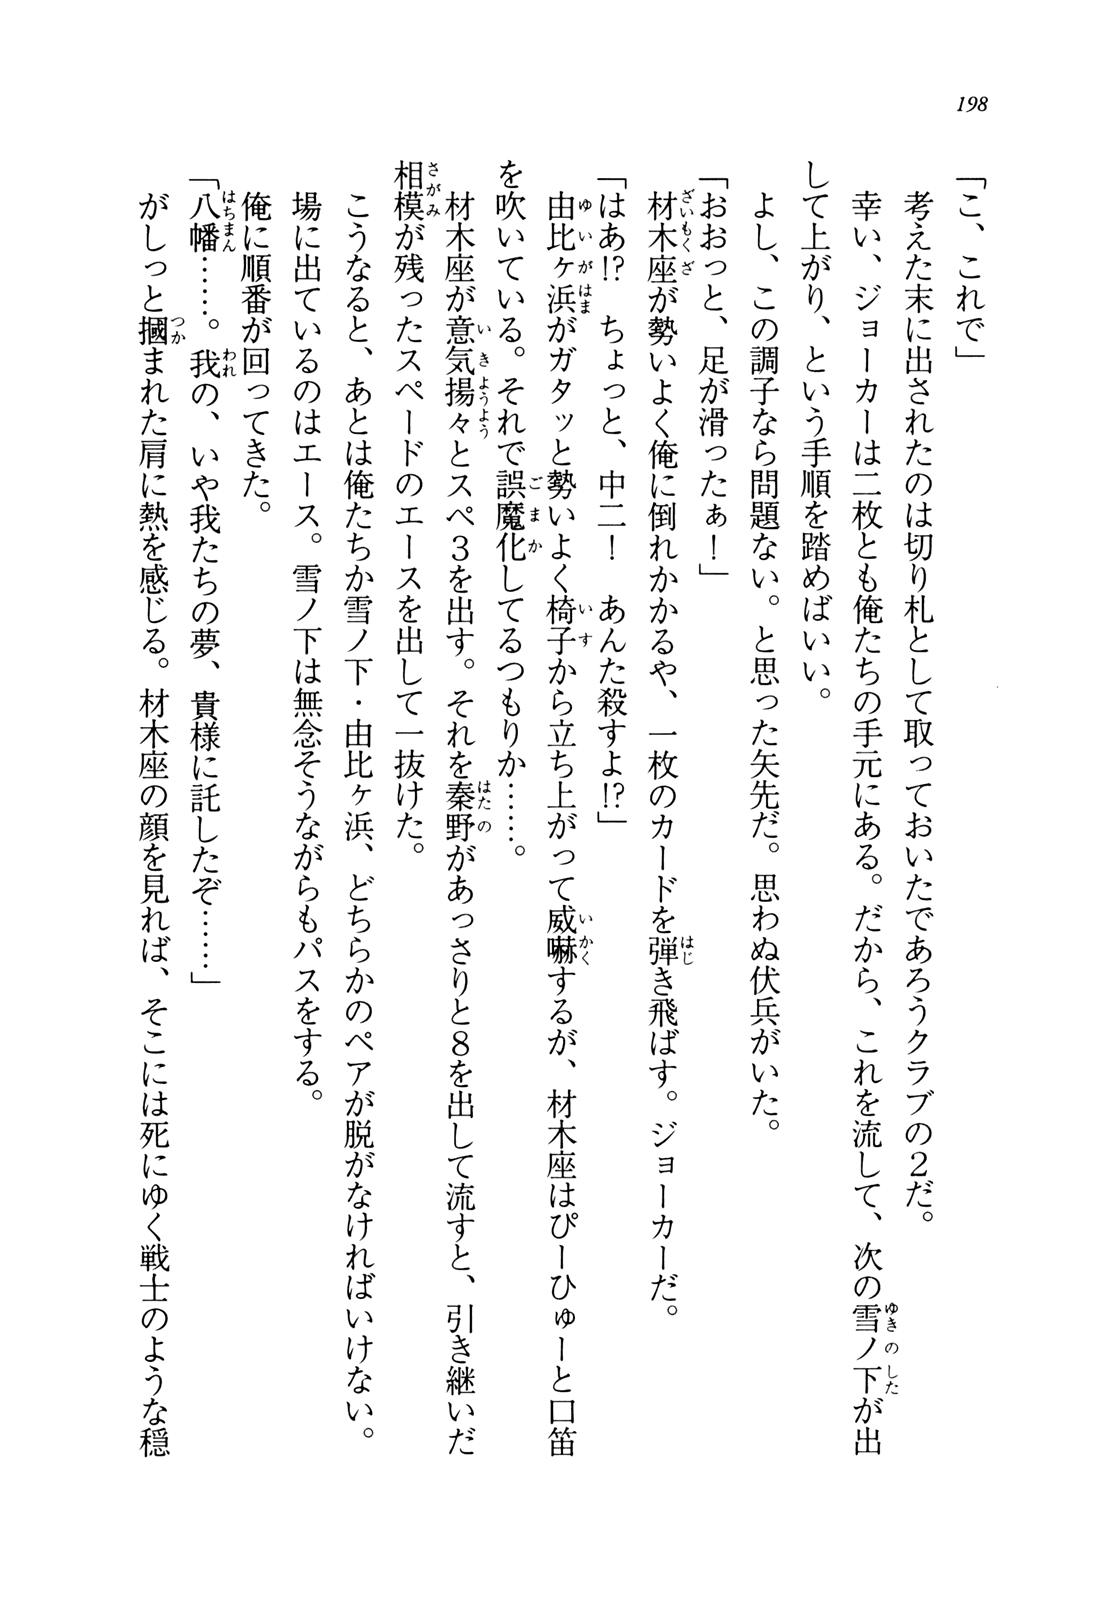 198
「こ、これで」
考えた末に出されたのは切り札として取っておいたであろうクラブの2だ。
幸い、ジョーカーは二枚とも俺たちの手元にある。だから、これを流して、次の雪ノ下が出
して上がり、という手順を踏めばいい。
よし、この調子なら問題ない。と思った矢先だ。思わぬ伏兵がいた。
「おおっと、足が滑ったぁ！」
材木座が勢いよく俺に倒れかかるや、一枚のカードを弾き飛ばす。ジョーカーだ。
「はあ!?　ちょっと、中二！　あんた殺すよ!?」
由比ヶ浜がガタッと勢いよく椅子から立ち上がって威嚇するが、材木座はぴーひゅーと口笛
を吹いている。それで誤魔化してるつもりか……。
材木座が意気揚々とスペ3を出す。それを秦野があっさりと8を出して流すと、引き継いだ
相模が残ったスペードのエースを出して一抜けた。
こうなると、あとは俺たちか雪ノ下・由比ヶ浜、どちらかのペアが脱がなければいけない。
場に出ているのはエース。雪ノ下は無念そうながらもパスをする。
俺に順番が回ってきた。
「八幡……。我の、いや我たちの夢、貴様に託したぞ……」
がしっと摑まれた肩に熱を感じる。材木座の顔を見れば、そこには死にゆく戦士のような穏